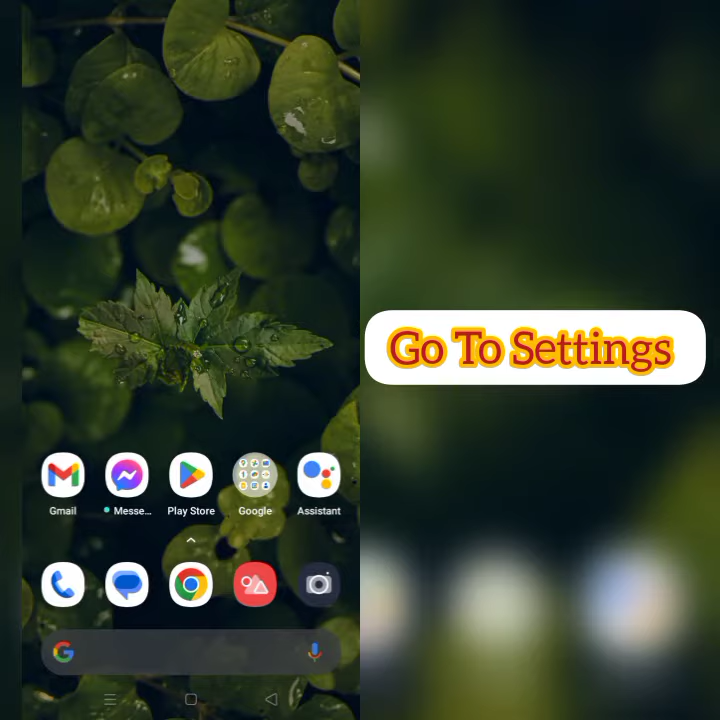 Go To Settings
Gmail
Messe...
Play Store
Google
Assistant